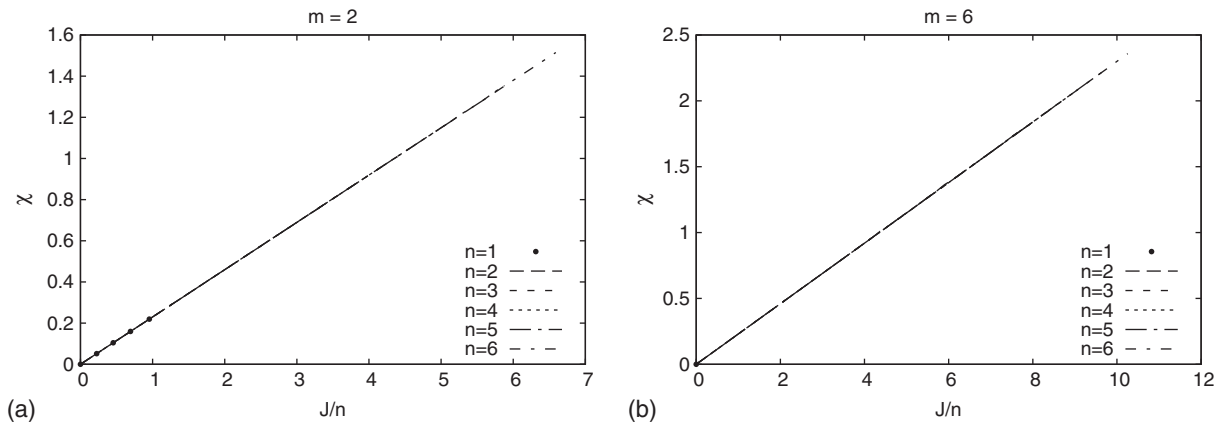 m = 2
1.6
1.4
1.2
1
0.8
0.6
0.4
0.2
0
χ
n=1
n=2
n=3
n=4
n=5
n=6
0 1 2 3 4 5 6 7
(a)
J/n
m = 6
2.5
2
1.5
1
0.5
0
χ
n=1
n=2
n=3
n=4
n=5
n=6
0 2 4 6 8 10 12
(b)
J/n